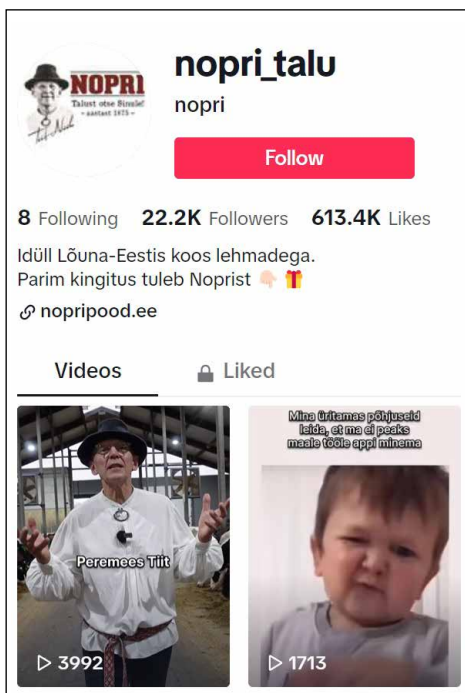 NOPRI
Talust otse Sinule!
- aastast 1875 -
nopri_talu
nopri
Follow
8 Following 22.2K Followers 613.4K Likes
Idüll Lõuna-Eestis koos lehmadega.
Parim kingitus tuleb Noprist 👇🏻 🎁
nopripood.ee
Videos Liked
Peremees Tiit
3992
Mina üritamas põhjuseid
leida, et ma ei peaks
maale tööle appi minema
1713